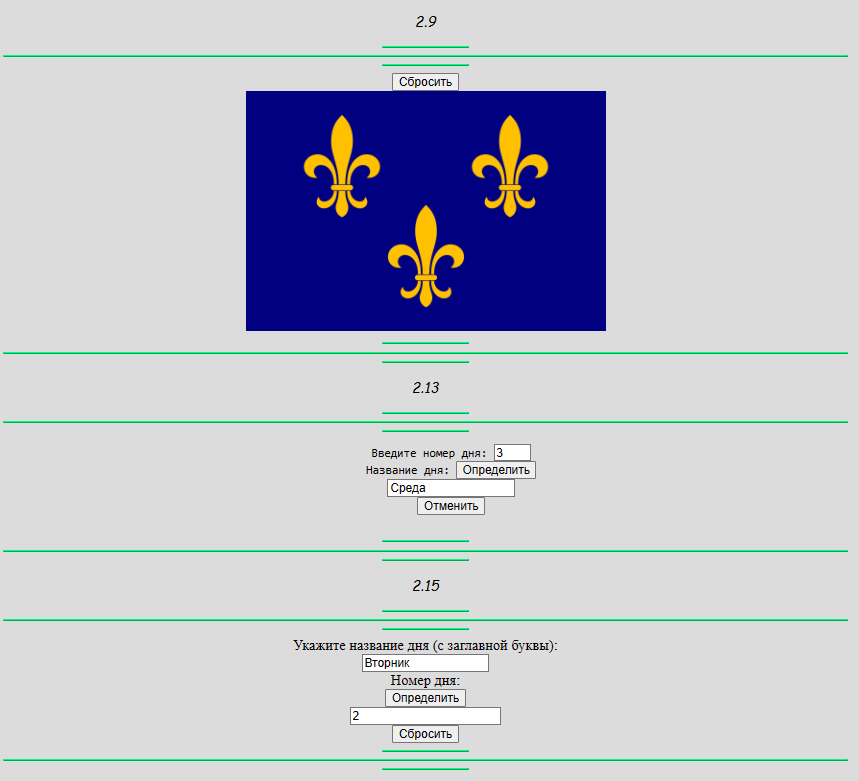 2.9
Сбросить
2.13
Введите номер дня: 3
Название дня: Определить
Среда
Отменить
2.15
Укажите название дня (с заглавной буквы):
Вторник
Номер дня:
Определить
2
Сбросить